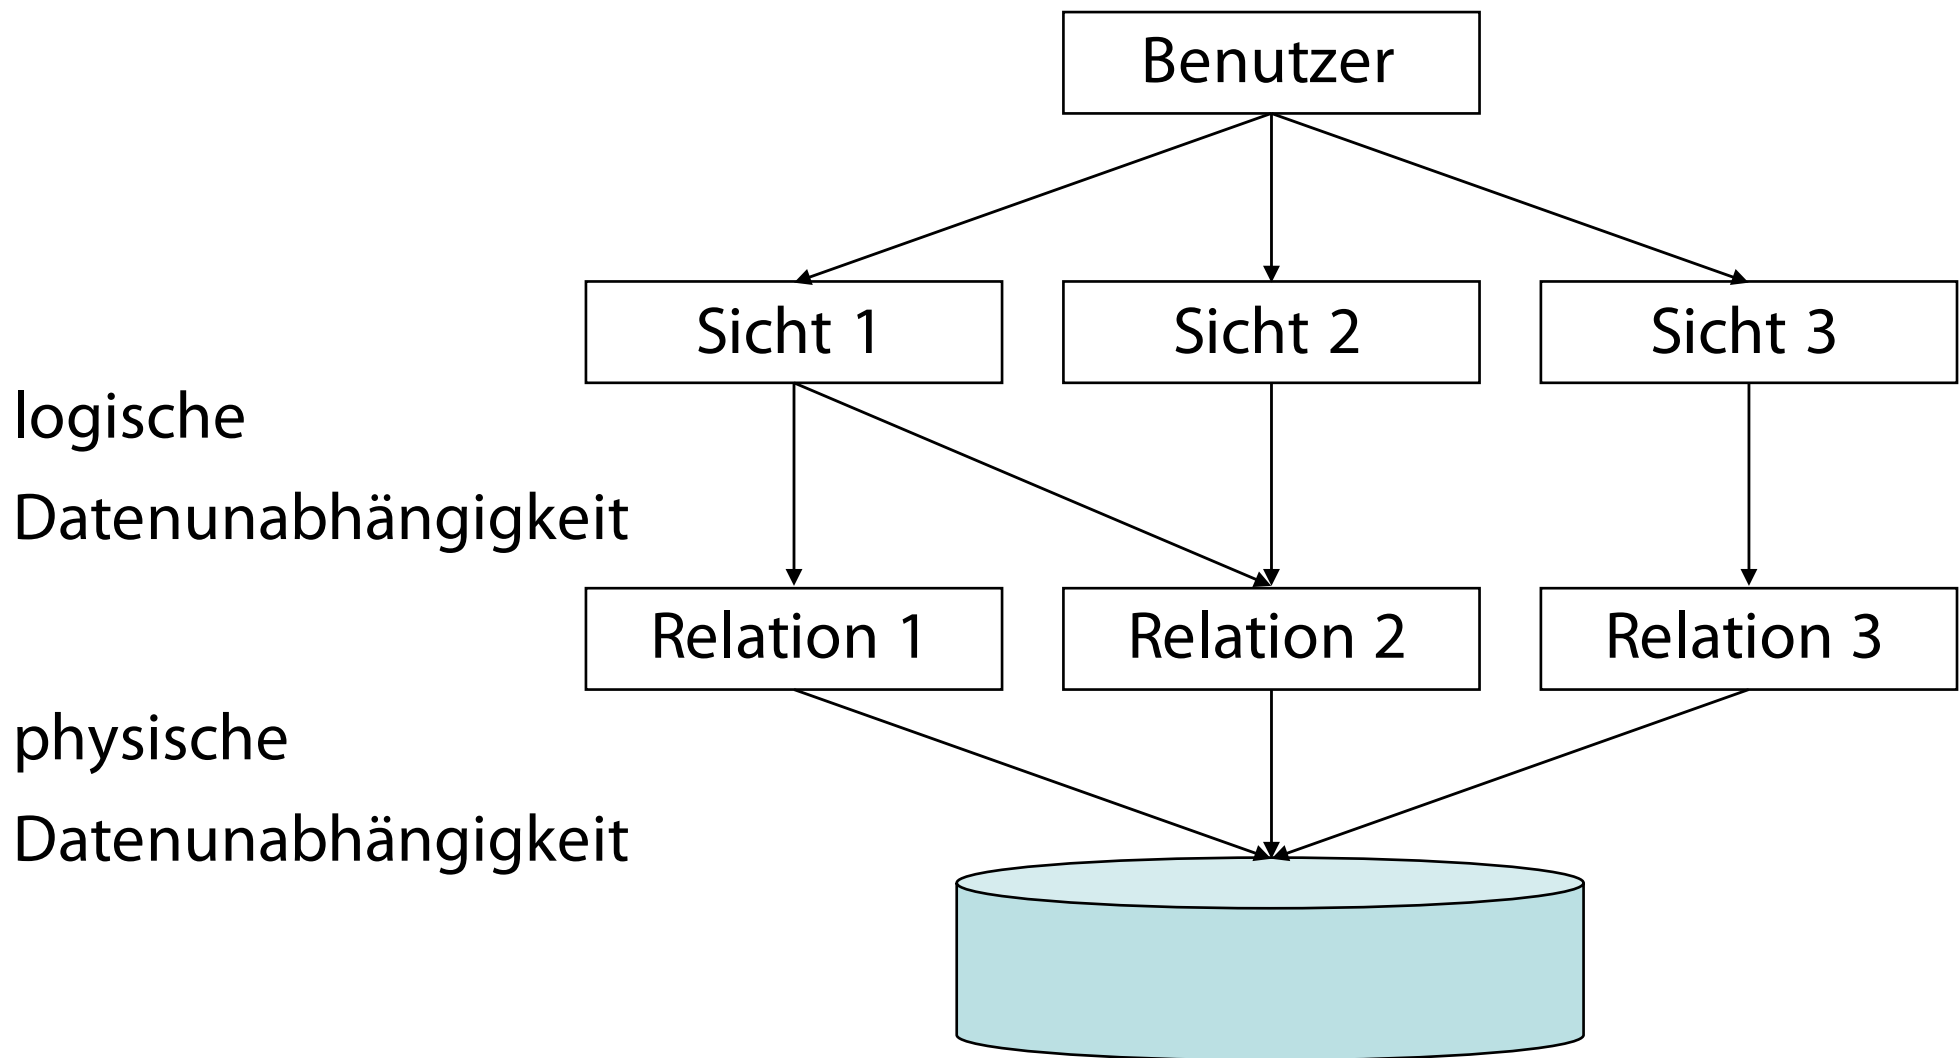 Benutzer
Sicht 1
Sicht 2
Sicht 3
logische
Datenunabhängigkeit
Relation 1
Relation 2
Relation 3
physische
Datenunabhängigkeit